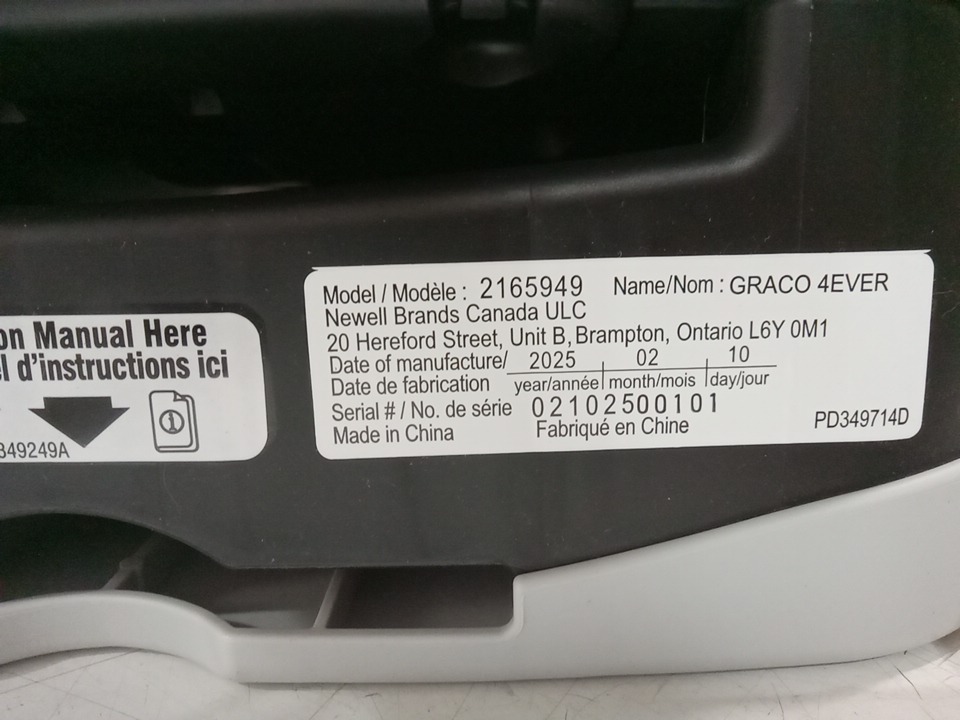 on Manual Here
d'instructions ici
349249A
Model / Modèle : 2165949 Name/Nom : GRACO 4EVER
Newell Brands Canada ULC
20 Hereford Street, Unit B, Brampton, Ontario L6Y 0M1
Date of manufacture/ 2025 02 10
Date de fabrication year/année month/mois day/jour
Serial # / No. de série 02102500101
Made in China Fabriqué en Chine
PD349714D